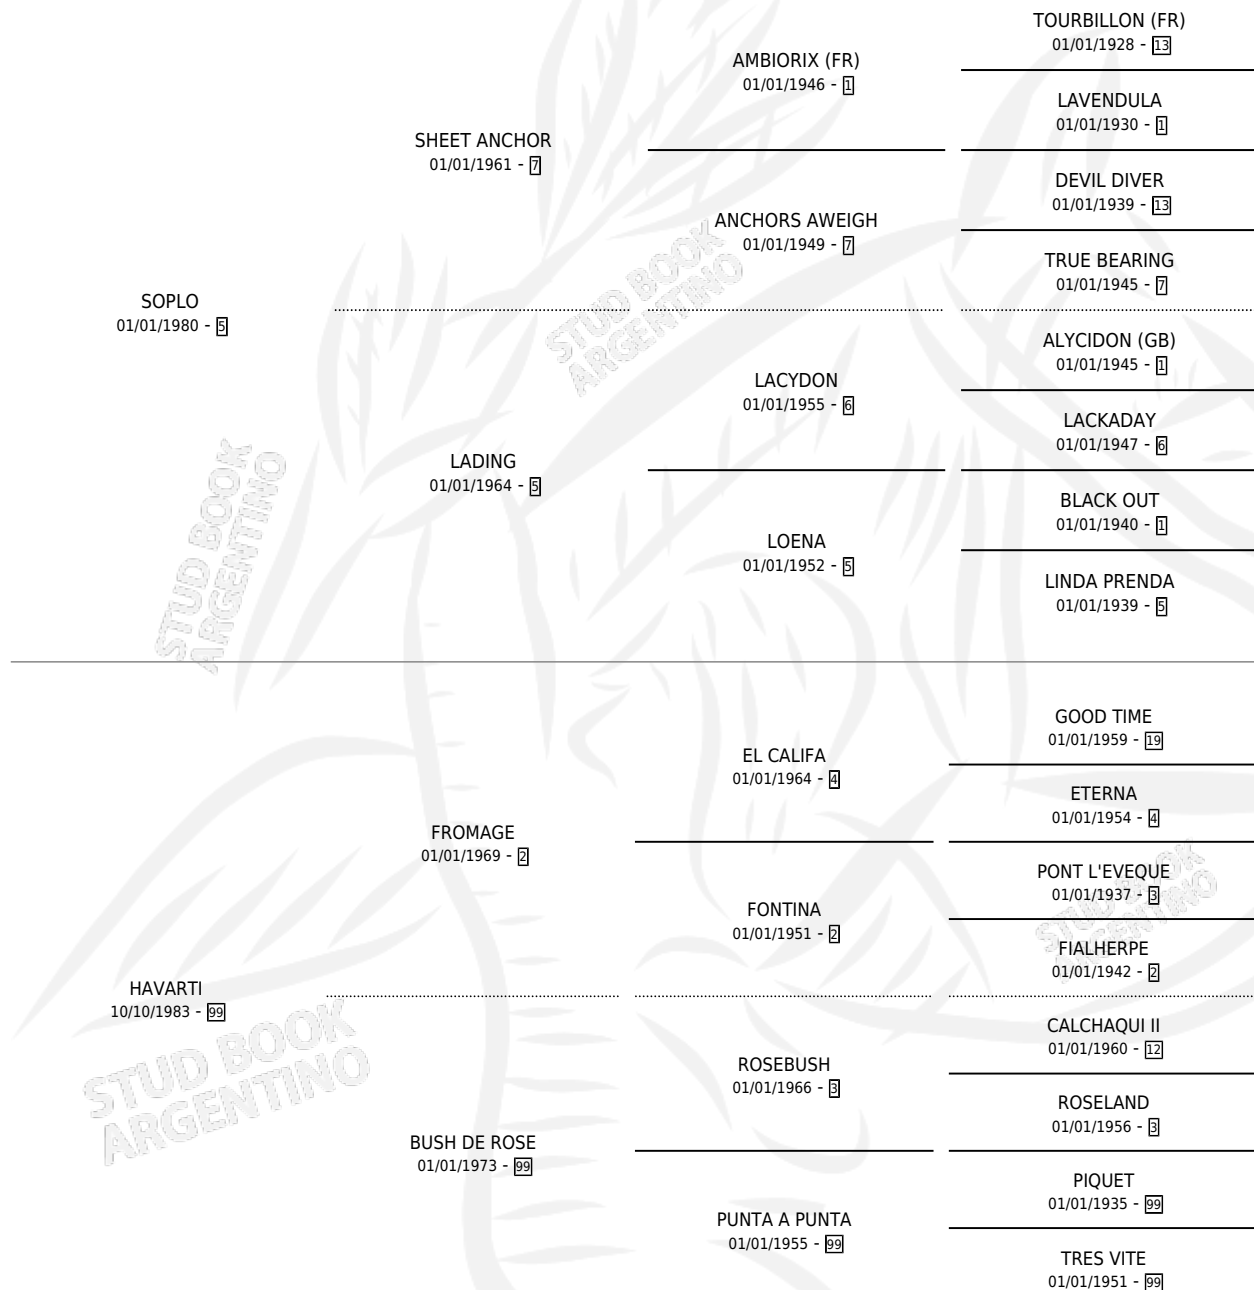 TOURBILLON (FR)
01/01/1928 - 13
AMBIORIX (FR)
01/01/1946 - 1
LAVENDULA
01/01/1930 - 1
SHEET ANCHOR
01/01/1961 - 7
DEVIL DIVER
01/01/1939 - 13
ANCHORS AWEIGH
01/01/1949 - 7
TRUE BEARING
01/01/1945 - 7
SOPLO
01/01/1980 - 5
ALYCIDON (GB)
01/01/1945 - 1
LACYDON
01/01/1955 - 6
LACKADAY
01/01/1947 - 6
LADING
01/01/1964 - 5
BLACK OUT
01/01/1940 - 1
LOENA
01/01/1952 - 5
LINDA PRENDA
01/01/1939 - 5
GOOD TIME
01/01/1959 - 19
EL CALIFA
01/01/1964 - 4
ETERNA
01/01/1954 - 4
FROMAGE
01/01/1969 - 2
PONT L'EVEQUE
01/01/1937 - 3
FONTINA
01/01/1951 - 2
FIALHERPE
01/01/1942 - 2
HAVARTI
10/10/1983 - 99
CALCHAQUI II
01/01/1960 - 12
ROSEBUSH
01/01/1966 - 3
ROSELAND
01/01/1956 - 3
BUSH DE ROSE
01/01/1973 - 99
PIQUET
01/01/1935 - 99
PUNTA A PUNTA
01/01/1955 - 99
TRES VITE
01/01/1951 - 99
STUD BOOK
ARGENTINO
STUD BOOK
ARGENTINO
STUD BOOK
ARGENTINO
STUD BOOK
ARGENTINO